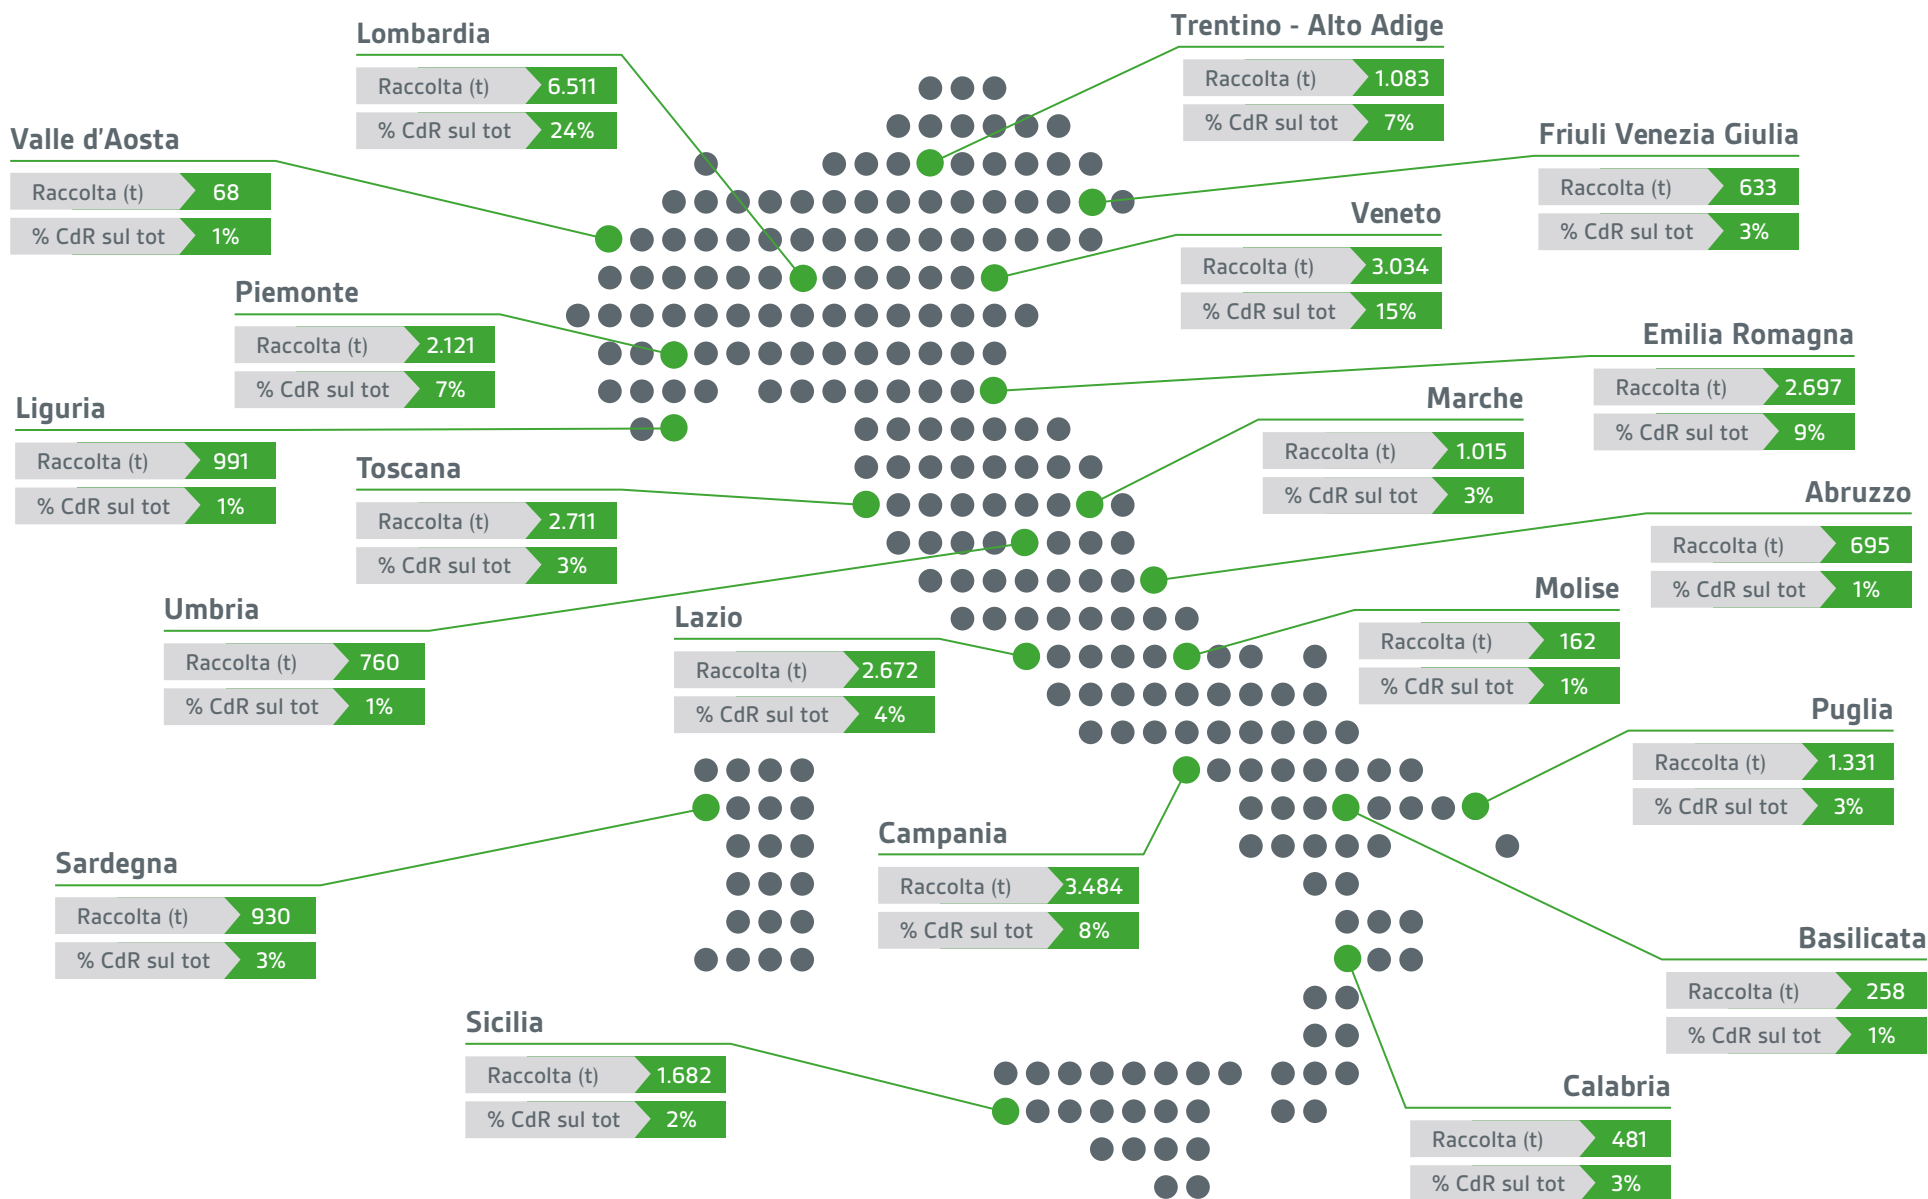 Lombardia
Raccolta (t) 6.511
% CdR sul tot 24%
Trentino - Alto Adige
Raccolta (t) 1.083
% CdR sul tot 7%
Valle d'Aosta
Raccolta (t) 68
% CdR sul tot 1%
Friuli Venezia Giulia
Raccolta (t) 633
% CdR sul tot 3%
Veneto
Raccolta (t) 3.034
% CdR sul tot 15%
Piemonte
Raccolta (t) 2.121
% CdR sul tot 7%
Emilia Romagna
Raccolta (t) 2.697
% CdR sul tot 9%
Liguria
Raccolta (t) 991
% CdR sul tot 1%
Marche
Raccolta (t) 1.015
% CdR sul tot 3%
Toscana
Raccolta (t) 2.711
% CdR sul tot 3%
Abruzzo
Raccolta (t) 695
% CdR sul tot 1%
Umbria
Raccolta (t) 760
% CdR sul tot 1%
Lazio
Raccolta (t) 2.672
% CdR sul tot 4%
Molise
Raccolta (t) 162
% CdR sul tot 1%
Puglia
Raccolta (t) 1.331
% CdR sul tot 3%
Sardegna
Raccolta (t) 930
% CdR sul tot 3%
Campania
Raccolta (t) 3.484
% CdR sul tot 8%
Basilicata
Raccolta (t) 258
% CdR sul tot 1%
Sicilia
Raccolta (t) 1.682
% CdR sul tot 2%
Calabria
Raccolta (t) 481
% CdR sul tot 3%